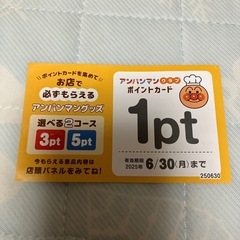 ポイントカードを集めて
お店で
必ずもらえる
アンパンマングッズ
選べる2コース
3pt 5pt
今もらえる景品内容は
店頭パネルをみてね!
アンパンマンクラブ
ポイントカード
1pt
有効期限
2025年 6/30(月)まで
250630